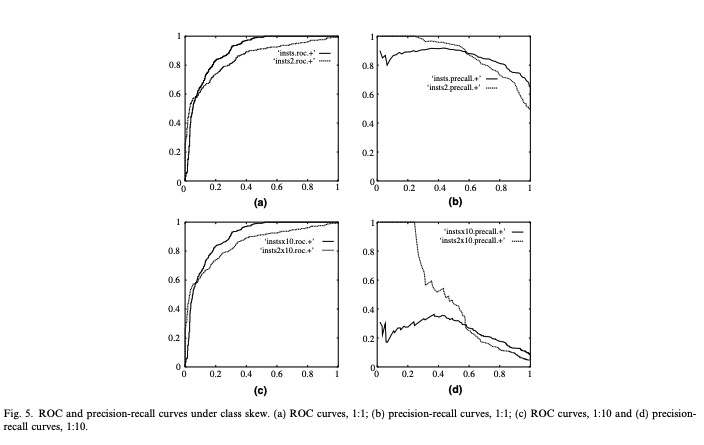 1
0.8
0.6
0.4
0.2
0
0 0.2 0.4 0.6 0.8 1
'insts.roc.+'
'insts2.roc.+'
(a)
1
0.8
0.6
0.4
0.2
0
0 0.2 0.4 0.6 0.8 1
'insts.precall.+'
'insts2.precall.+'
(b)
1
0.8
0.6
0.4
0.2
0
0 0.2 0.4 0.6 0.8 1
'instsx10.roc.+'
'insts2x10.roc.+'
(c)
1
0.8
0.6
0.4
0.2
0
0 0.2 0.4 0.6 0.8 1
'instsx10.precall.+'
'insts2x10.precall.+'
(d)
Fig. 5. ROC and precision-recall curves under class skew. (a) ROC curves, 1:1; (b) precision-recall curves, 1:1; (c) ROC curves, 1:10 and (d) precision-
recall curves, 1:10.